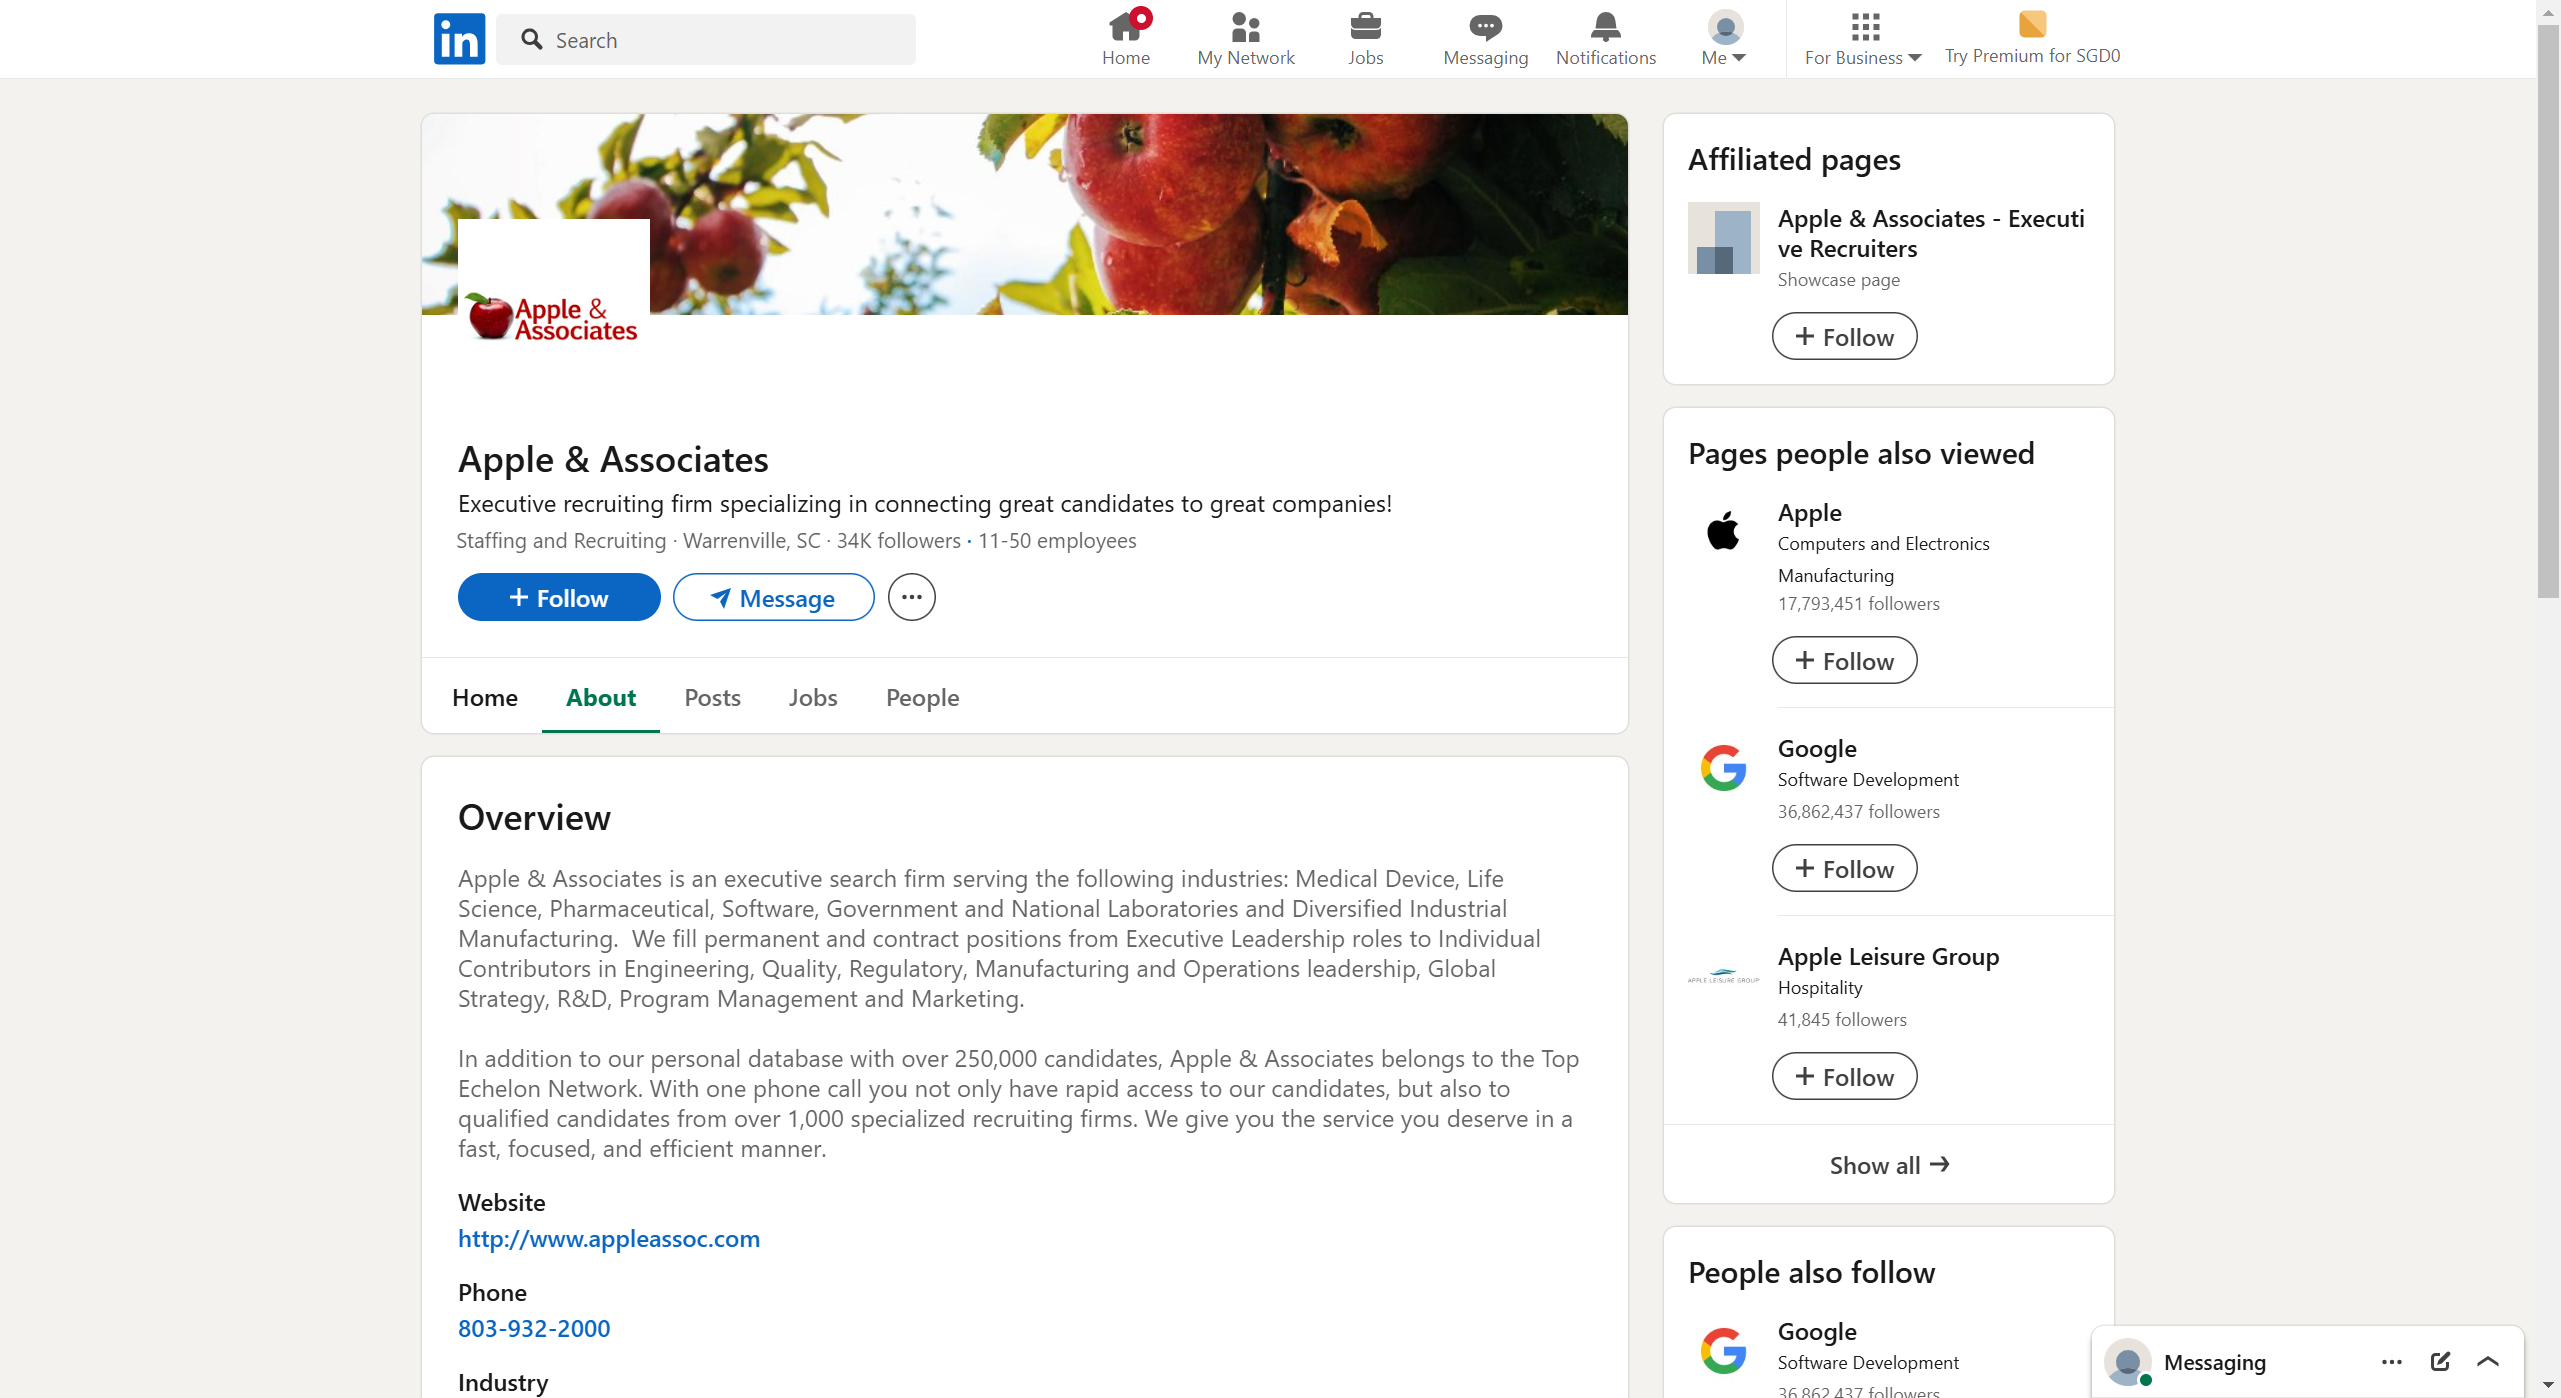 in
Search
Home
My Network
Jobs
Messaging
Notifications
Me
For Business
Try Premium for SGD0
Apple &
Associates
Apple & Associates
Executive recruiting firm specializing in connecting great candidates to great companies!
Staffing and Recruiting · Warrenville, SC · 34K followers · 11-50 employees
+ Follow
Message
Home
About
Posts
Jobs
People
Overview
Apple & Associates is an executive search firm serving the following industries: Medical Device, Life
Science, Pharmaceutical, Software, Government and National Laboratories and Diversified Industrial
Manufacturing.  We fill permanent and contract positions from Executive Leadership roles to Individual
Contributors in Engineering, Quality, Regulatory, Manufacturing and Operations leadership, Global
Strategy, R&D, Program Management and Marketing.
In addition to our personal database with over 250,000 candidates, Apple & Associates belongs to the Top
Echelon Network. With one phone call you not only have rapid access to our candidates, but also to
qualified candidates from over 1,000 specialized recruiting firms. We give you the service you deserve in a
fast, focused, and efficient manner.
Website
http://www.appleassoc.com
Phone
803-932-2000
Industry
Affiliated pages
Apple & Associates - Executi
ve Recruiters
Showcase page
+ Follow
Pages people also viewed
Apple
Computers and Electronics
Manufacturing
17,793,451 followers
+ Follow
Google
Software Development
36,862,437 followers
+ Follow
APPLE LEISURE GROUP
Apple Leisure Group
Hospitality
41,845 followers
+ Follow
Show all →
People also follow
Google
Software Development
36,862,437 followers
Messaging